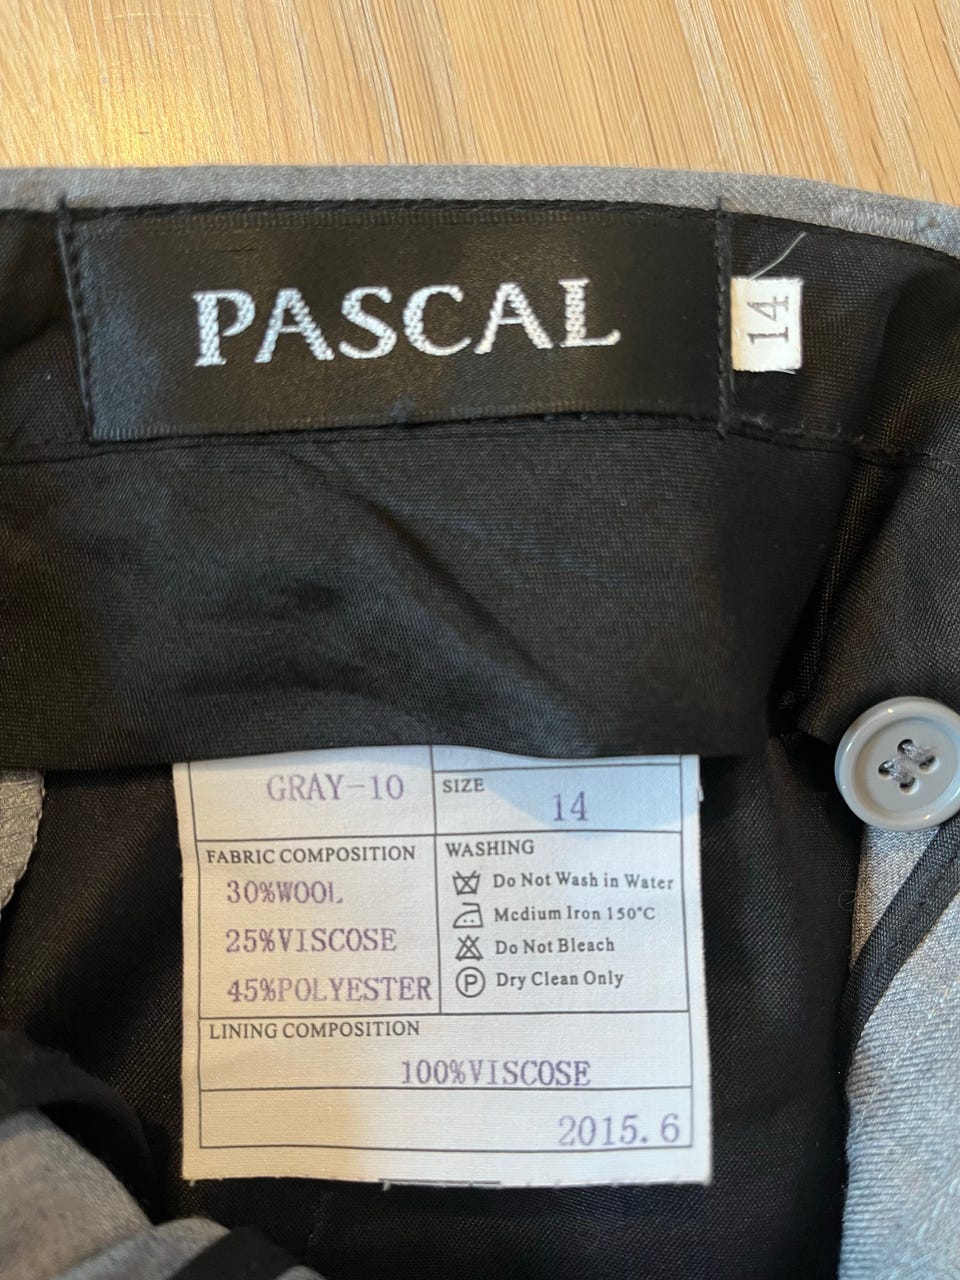 PASCAL
14
GRAY-10
SIZE
14
FABRIC COMPOSITION
30%WOOL
25%VISCOSE
45%POLYESTER
WASHING
Do Not Wash in Water
Medium Iron 150°C
Do Not Bleach
P Dry Clean Only
LINING COMPOSITION
100%VISCOSE
2015.6